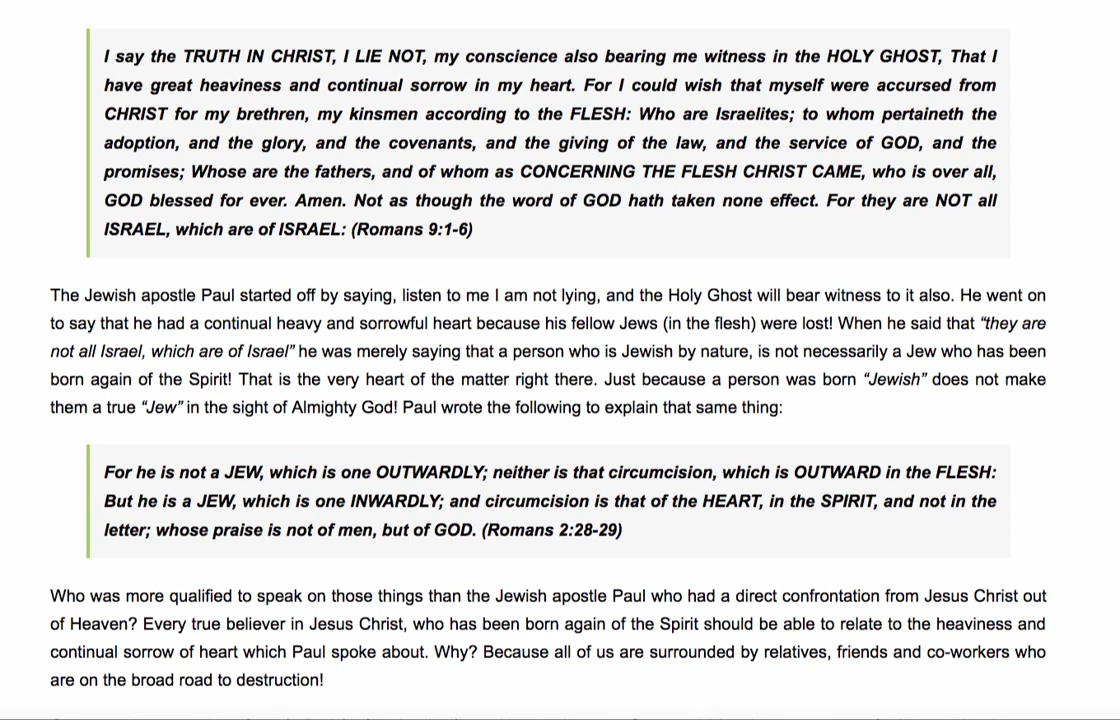 I say the TRUTH IN CHRIST, I LIE NOT, my conscience also bearing me witness in the HOLY GHOST, That I
have great heaviness and continual sorrow in my heart. For I could wish that myself were accursed from
CHRIST for my brethren, my kinsmen according to the FLESH: Who are Israelites; to whom pertaineth the
adoption, and the glory, and the covenants, and the giving of the law, and the service of GOD, and the
promises; Whose are the fathers, and of whom as CONCERNING THE FLESH CHRIST CAME, who is over all,
GOD blessed for ever. Amen. Not as though the word of GOD hath taken none effect. For they are NOT all
ISRAEL, which are of ISRAEL: (Romans 9:1-6)
The Jewish apostle Paul started off by saying, listen to me I am not lying, and the Holy Ghost will bear witness to it also. He went on
to say that he had a continual heavy and sorrowful heart because his fellow Jews (in the flesh) were lost! When he said that “they are
not all Israel, which are of Israel” he was merely saying that a person who is Jewish by nature, is not necessarily a Jew who has been
born again of the Spirit! That is the very heart of the matter right there. Just because a person was born “Jewish” does not make
them a true “Jew” in the sight of Almighty God! Paul wrote the following to explain that same thing:
For he is not a JEW, which is one OUTWARDLY; neither is that circumcision, which is OUTWARD in the FLESH:
But he is a JEW, which is one INWARDLY; and circumcision is that of the HEART, in the SPIRIT, and not in the
letter; whose praise is not of men, but of GOD. (Romans 2:28-29)
Who was more qualified to speak on those things than the Jewish apostle Paul who had a direct confrontation from Jesus Christ out
of Heaven? Every true believer in Jesus Christ, who has been born again of the Spirit should be able to relate to the heaviness and
continual sorrow of heart which Paul spoke about. Why? Because all of us are surrounded by relatives, friends and co-workers who
are on the broad road to destruction!